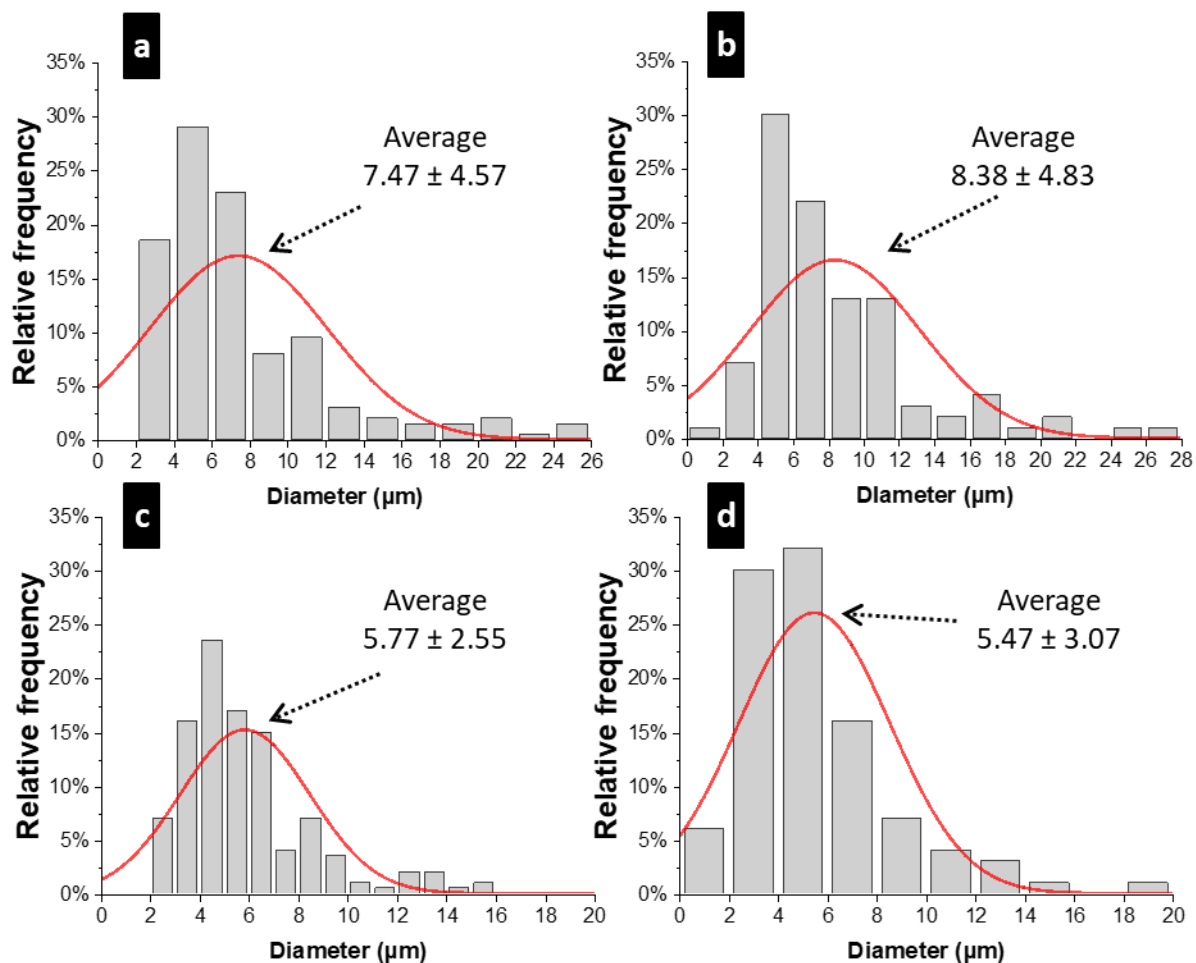 a
35%
30%
25%
20%
15%
10%
5%
0%
Relative frequency
Average
7.47 ± 4.57
0 2 4 6 8 10 12 14 16 18 20 22 24 26
Diameter (µm)
b
35%
30%
25%
20%
15%
10%
5%
0%
Relative frequency
Average
8.38 ± 4.83
0 2 4 6 8 10 12 14 16 18 20 22 24 26 28
DIameter (µm)
c
35%
30%
25%
20%
15%
10%
5%
0%
Relative frequency
Average
5.77 ± 2.55
0 2 4 6 8 10 12 14 16 18 20
Diameter (µm)
d
35%
30%
25%
20%
15%
10%
5%
0%
Relative frequency
Average
5.47 ± 3.07
0 2 4 6 8 10 12 14 16 18 20
Diameter (µm)